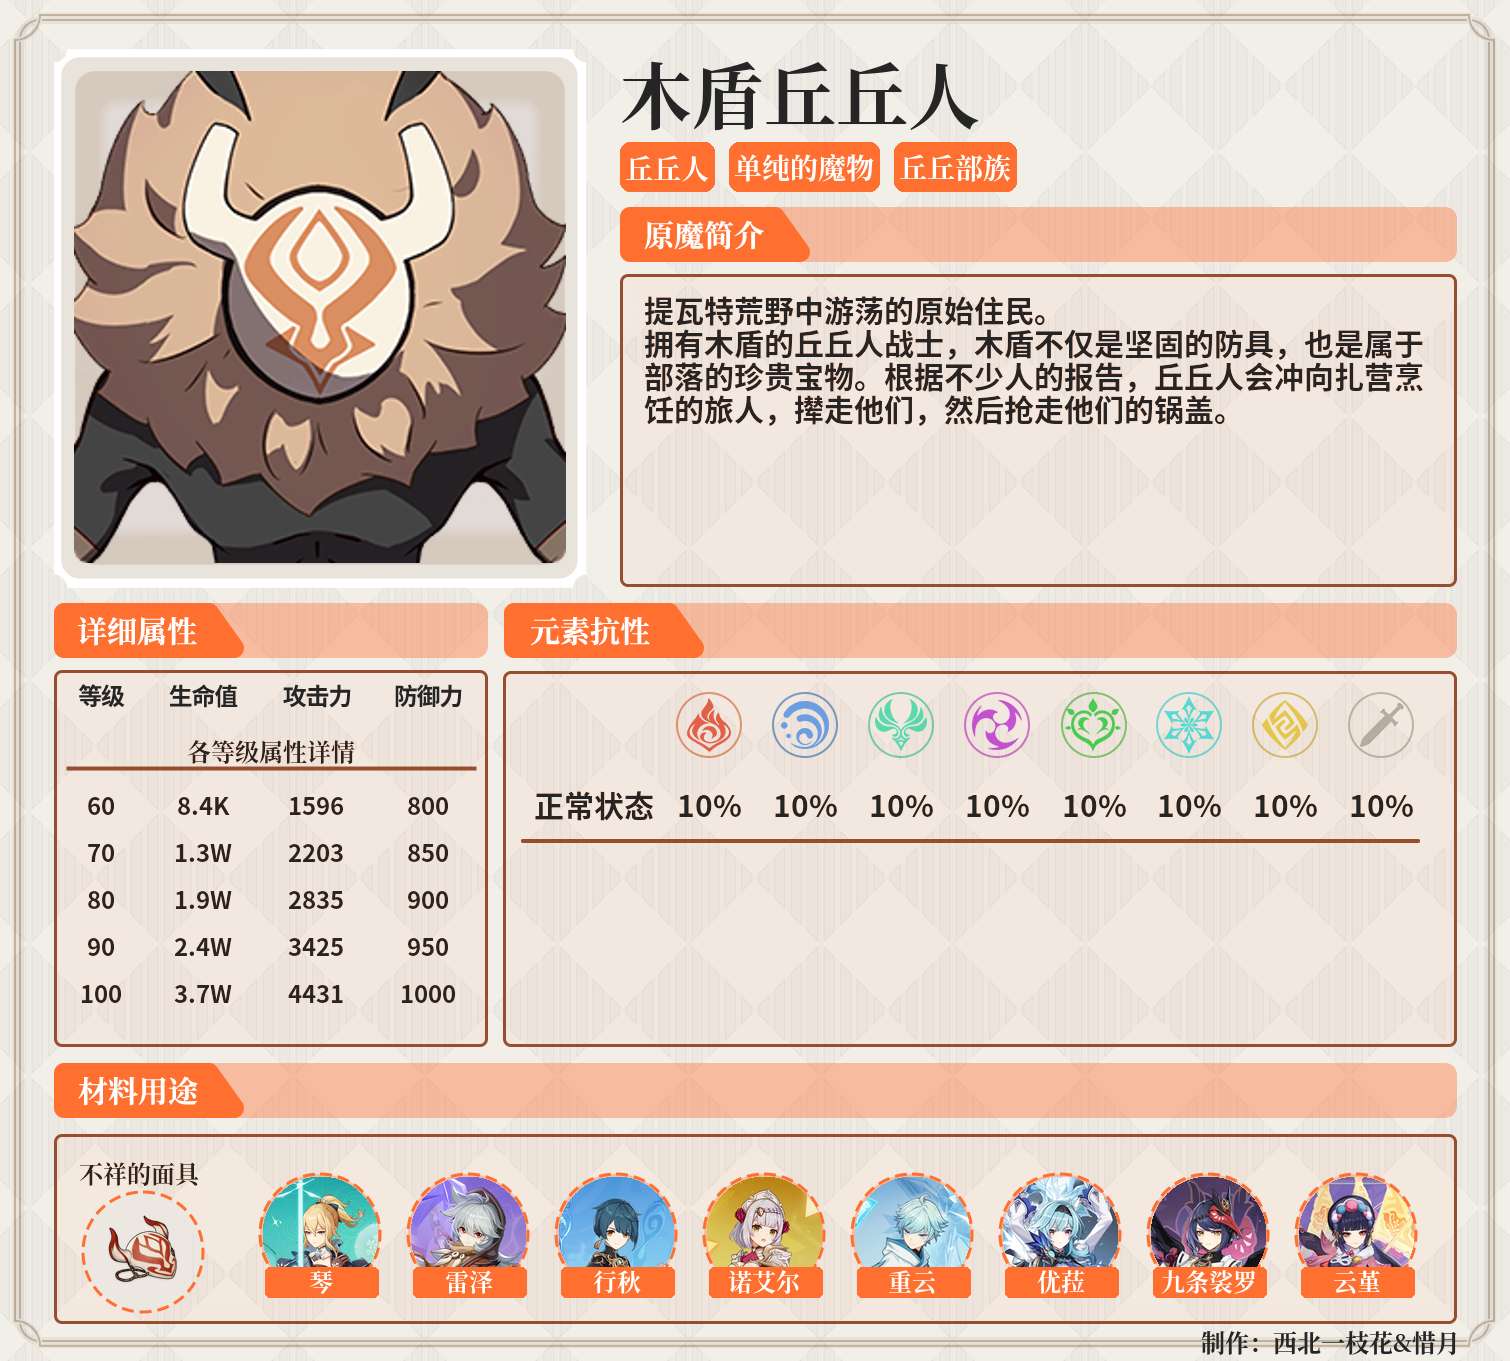 木盾丘丘人
丘丘人 单纯的魔物 丘丘部族
原魔简介
提瓦特荒野中游荡的原始住民。
拥有木盾的丘丘人战士，木盾不仅是坚固的防具，也是属于
部落的珍贵宝物。根据不少人的报告，丘丘人会冲向扎营烹
饪的旅人，撵走他们，然后抢走他们的锅盖。
详细属性
等级 生命值 攻击力 防御力
各等级属性详情
60 8.4K 1596 800
70 1.3W 2203 850
80 1.9W 2835 900
90 2.4W 3425 950
100 3.7W 4431 1000
元素抗性
正常状态 10% 10% 10% 10% 10% 10% 10% 10%
材料用途
不祥的面具
琴 雷泽 行秋 诺艾尔 重云 优菈 九条裟罗 云堇
制作：西北一枝花&惜月